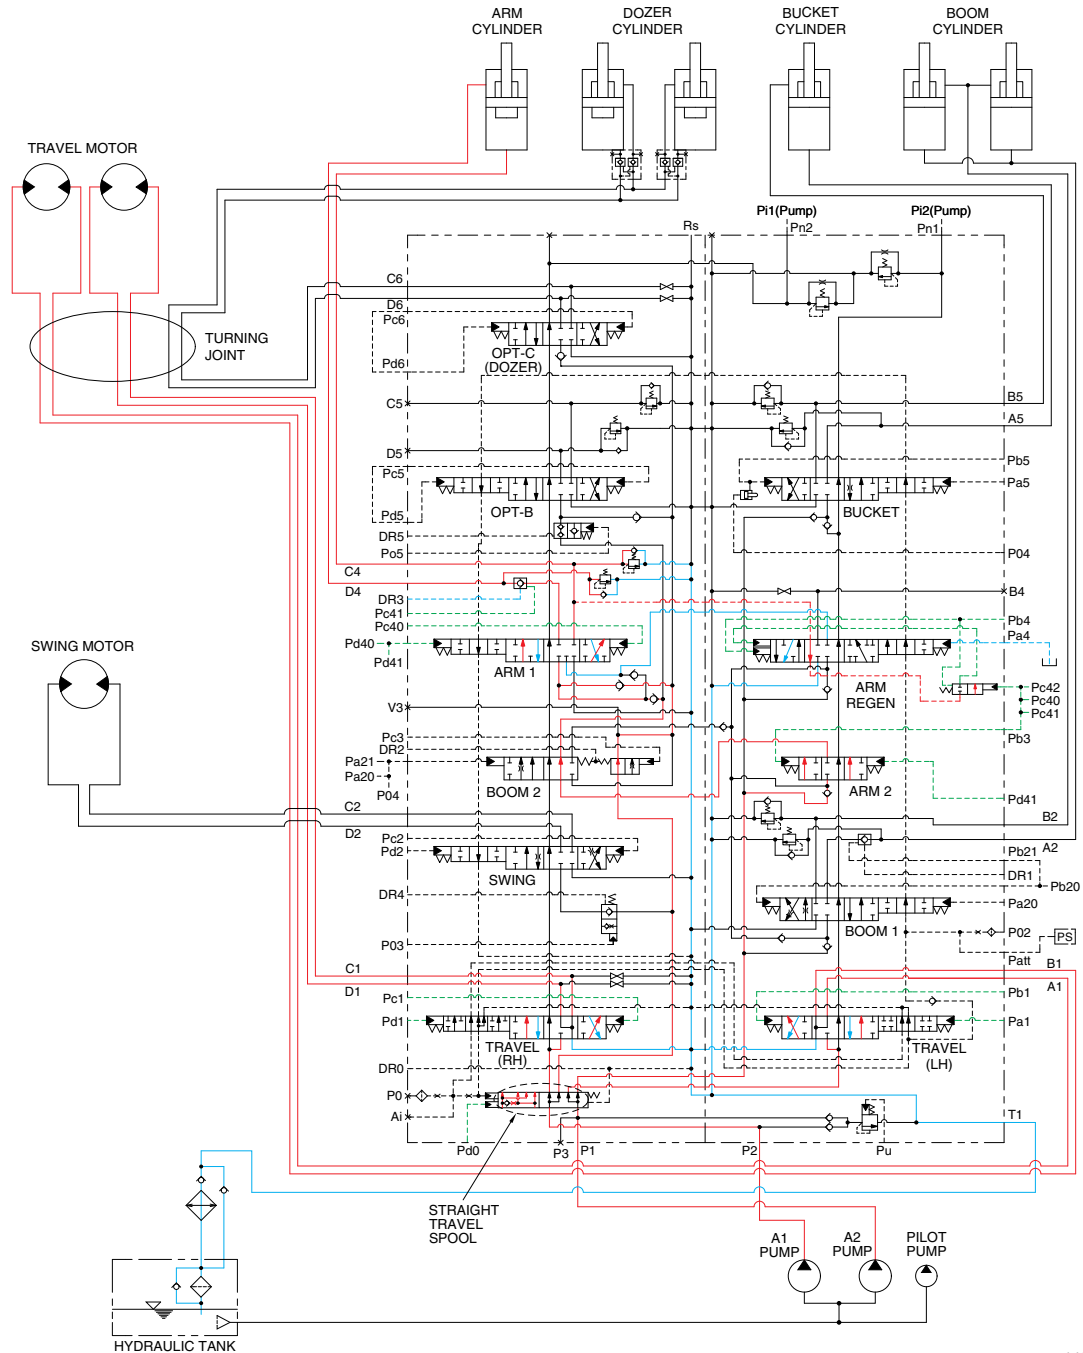 ARM
CYLINDER
DOZER
CYLINDER
BUCKET
CYLINDER
BOOM
CYLINDER
TRAVEL MOTOR
TURNING
JOINT
Rs
Pi1(Pump)
Pn2
Pi2(Pump)
Pn1
C6
D6
Pc6
Pd6
OPT-C
(DOZER)
C5
B5
A5
D5
Pc5
Pb5
Pa5
Pd5
OPT-B
BUCKET
DR5
Po5
P04
C4
D4
B4
DR3
Pc41
Pc40
Pb4
Pa4
Pd40
Pd41
SWING MOTOR
ARM 1
ARM
REGEN
Pc42
Pc40
Pc41
V3
Pc3
DR2
Pb3
Pa21
Pa20
P04
BOOM 2
ARM 2
Pd41
C2
D2
B2
A2
Pc2
Pd2
SWING
Pb21
DR1
Pb20
DR4
Pa20
BOOM 1
P03
P02
PS
Patt
C1
D1
B1
A1
Pc1
Pd1
Pb1
Pa1
TRAVEL
(RH)
TRAVEL
(LH)
DR0
P0
Ai
T1
Pd0
P3
P1
P2
Pu
STRAIGHT
TRAVEL
SPOOL
A1
PUMP
A2
PUMP
PILOT
PUMP
HYDRAULIC TANK